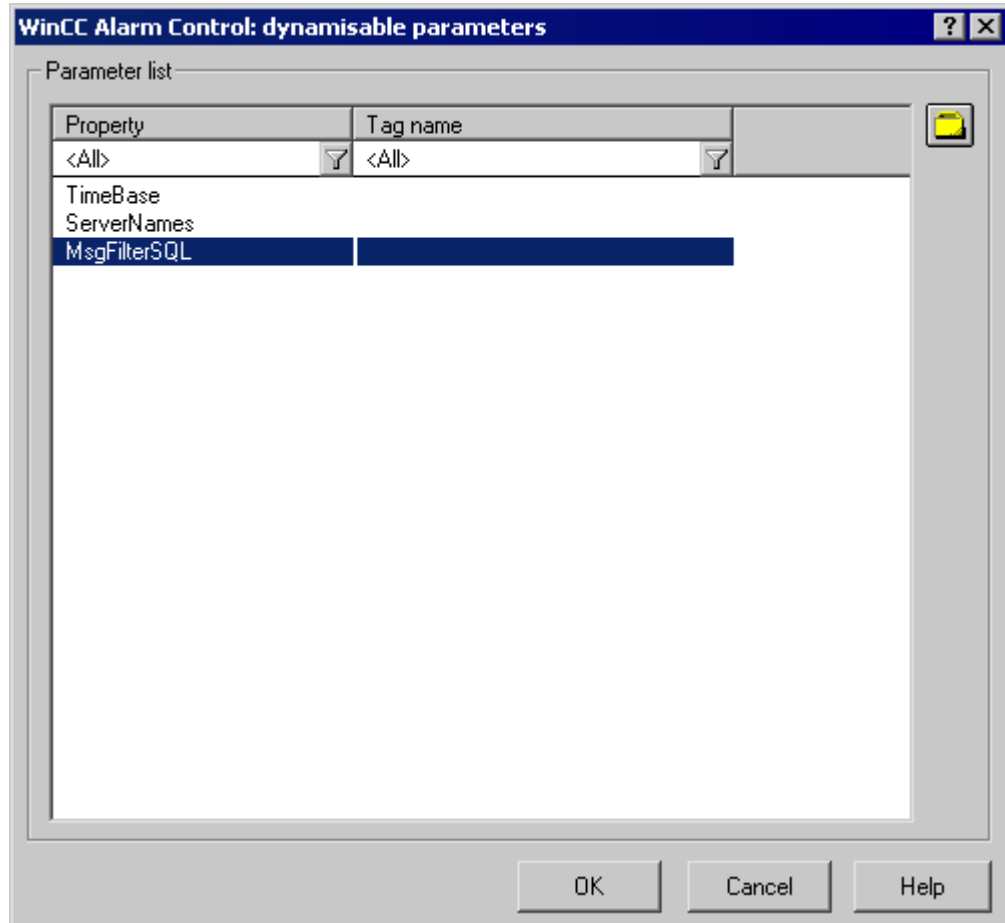 WinCC Alarm Control: dynamisable parameters
Parameter list
Property Tag name
<All> <All>
TimeBase
ServerNames
MsgFilterSQL
OK Cancel Help